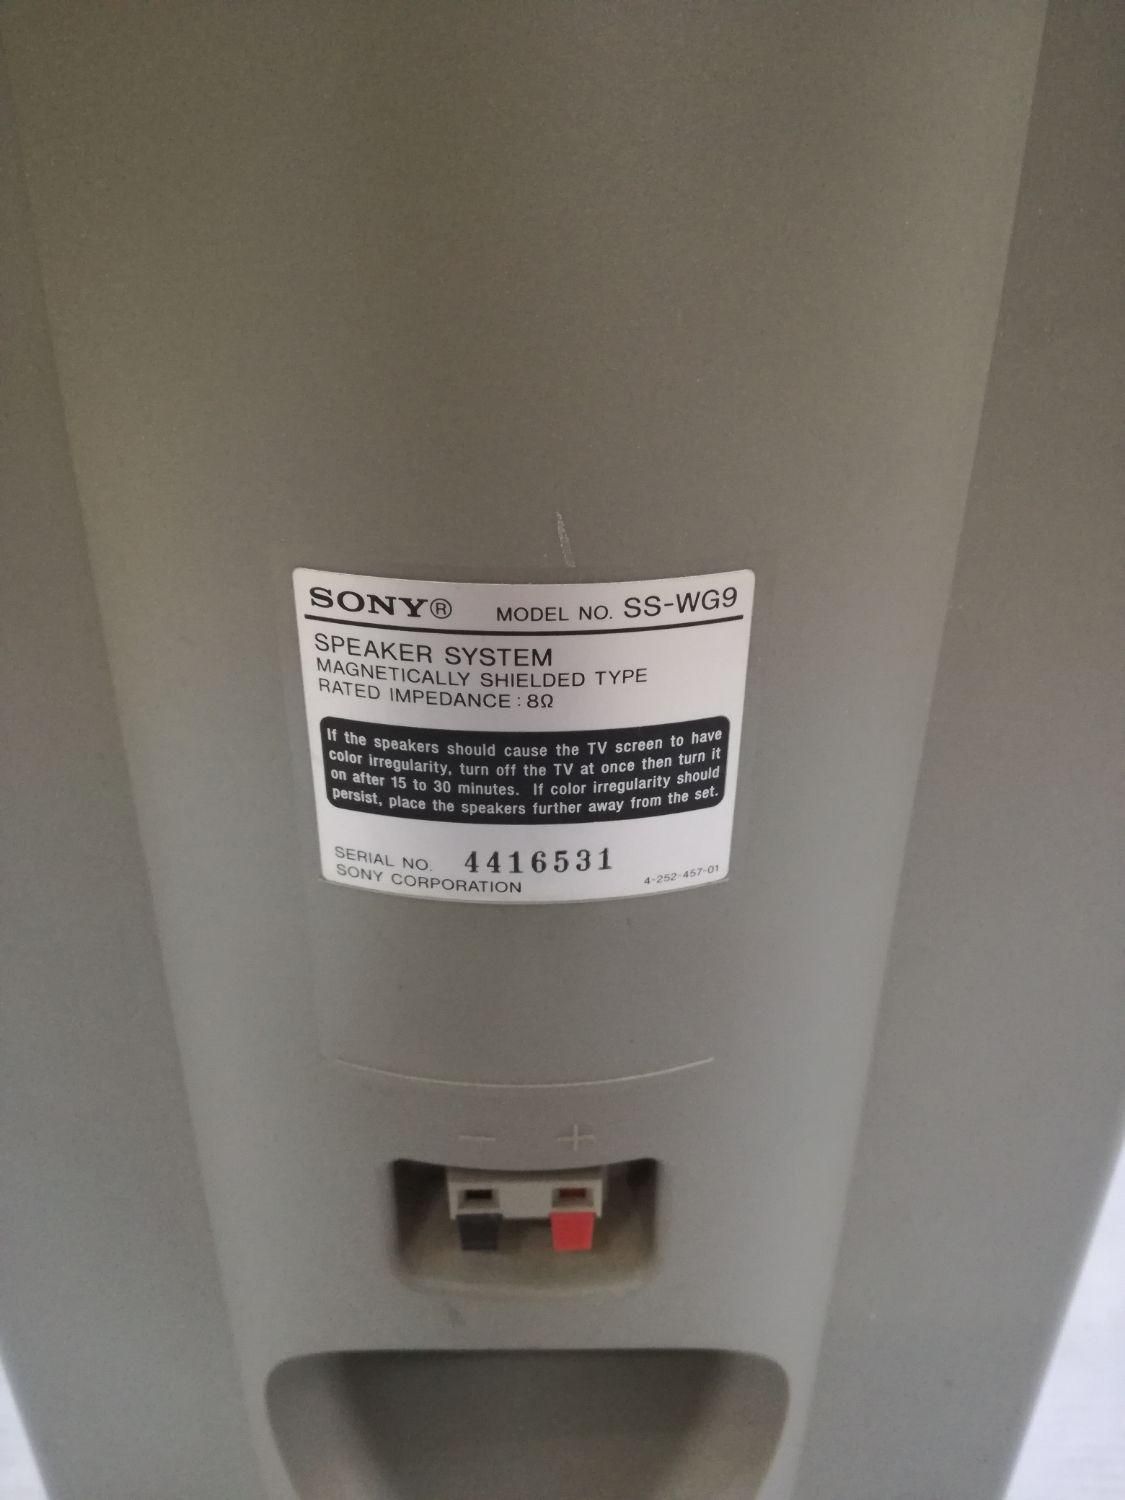 SONY® MODEL NO. SS-WG9
SPEAKER SYSTEM
MAGNETICALLY SHIELDED TYPE
RATED IMPEDANCE : 8Ω
If the speakers should cause the TV screen to have
color irregularity, turn off the TV at once then turn it
on after 15 to 30 minutes. If color irregularity should
persist, place the speakers further away from the set.
SERIAL NO. 4416531
SONY CORPORATION 4-252-457-01
− +